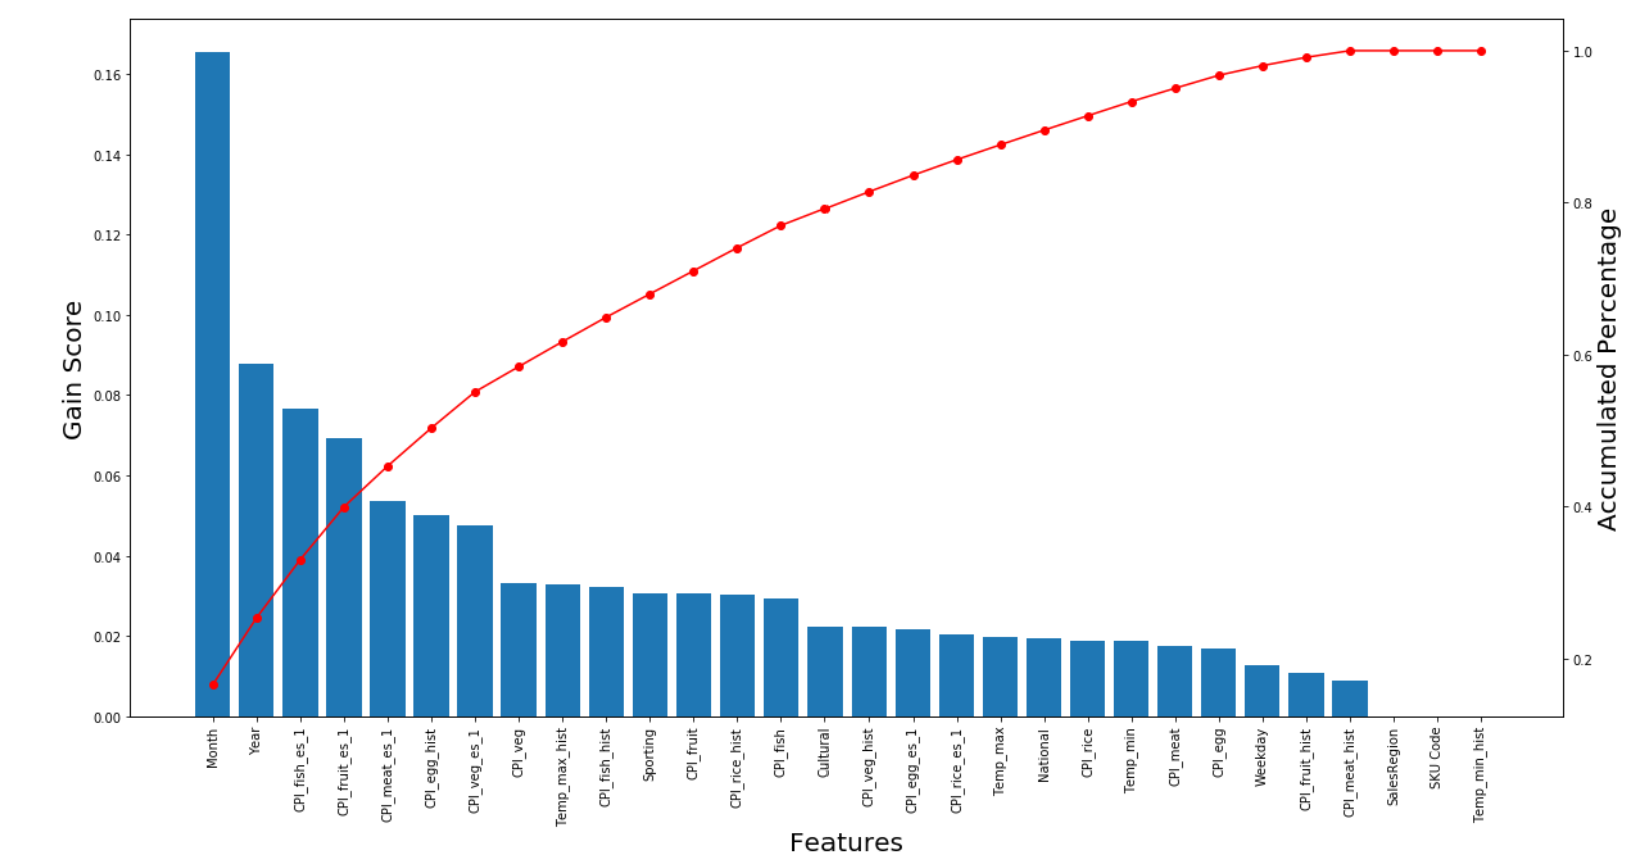 Gain Score
0.16
0.14
0.12
0.10
0.08
0.06
0.04
0.02
0.00
1.0
0.8
0.6
0.4
0.2
Accumulated Percentage
Month
Year
CPI_fish_es_1
CPI_fruit_es_1
CPI_meat_es_1
CPI_egg_hist
CPI_veg_es_1
CPI_veg
Temp_max_hist
CPI_fish_hist
Sporting
CPI_fruit
CPI_rice_hist
CPI_fish
Cultural
CPI_veg_hist
CPI_egg_es_1
CPI_rice_es_1
Temp_max
National
CPI_rice
Temp_min
CPI_meat
CPI_egg
Weekday
CPI_fruit_hist
CPI_meat_hist
SalesRegion
SKU Code
Temp_min_hist
Features